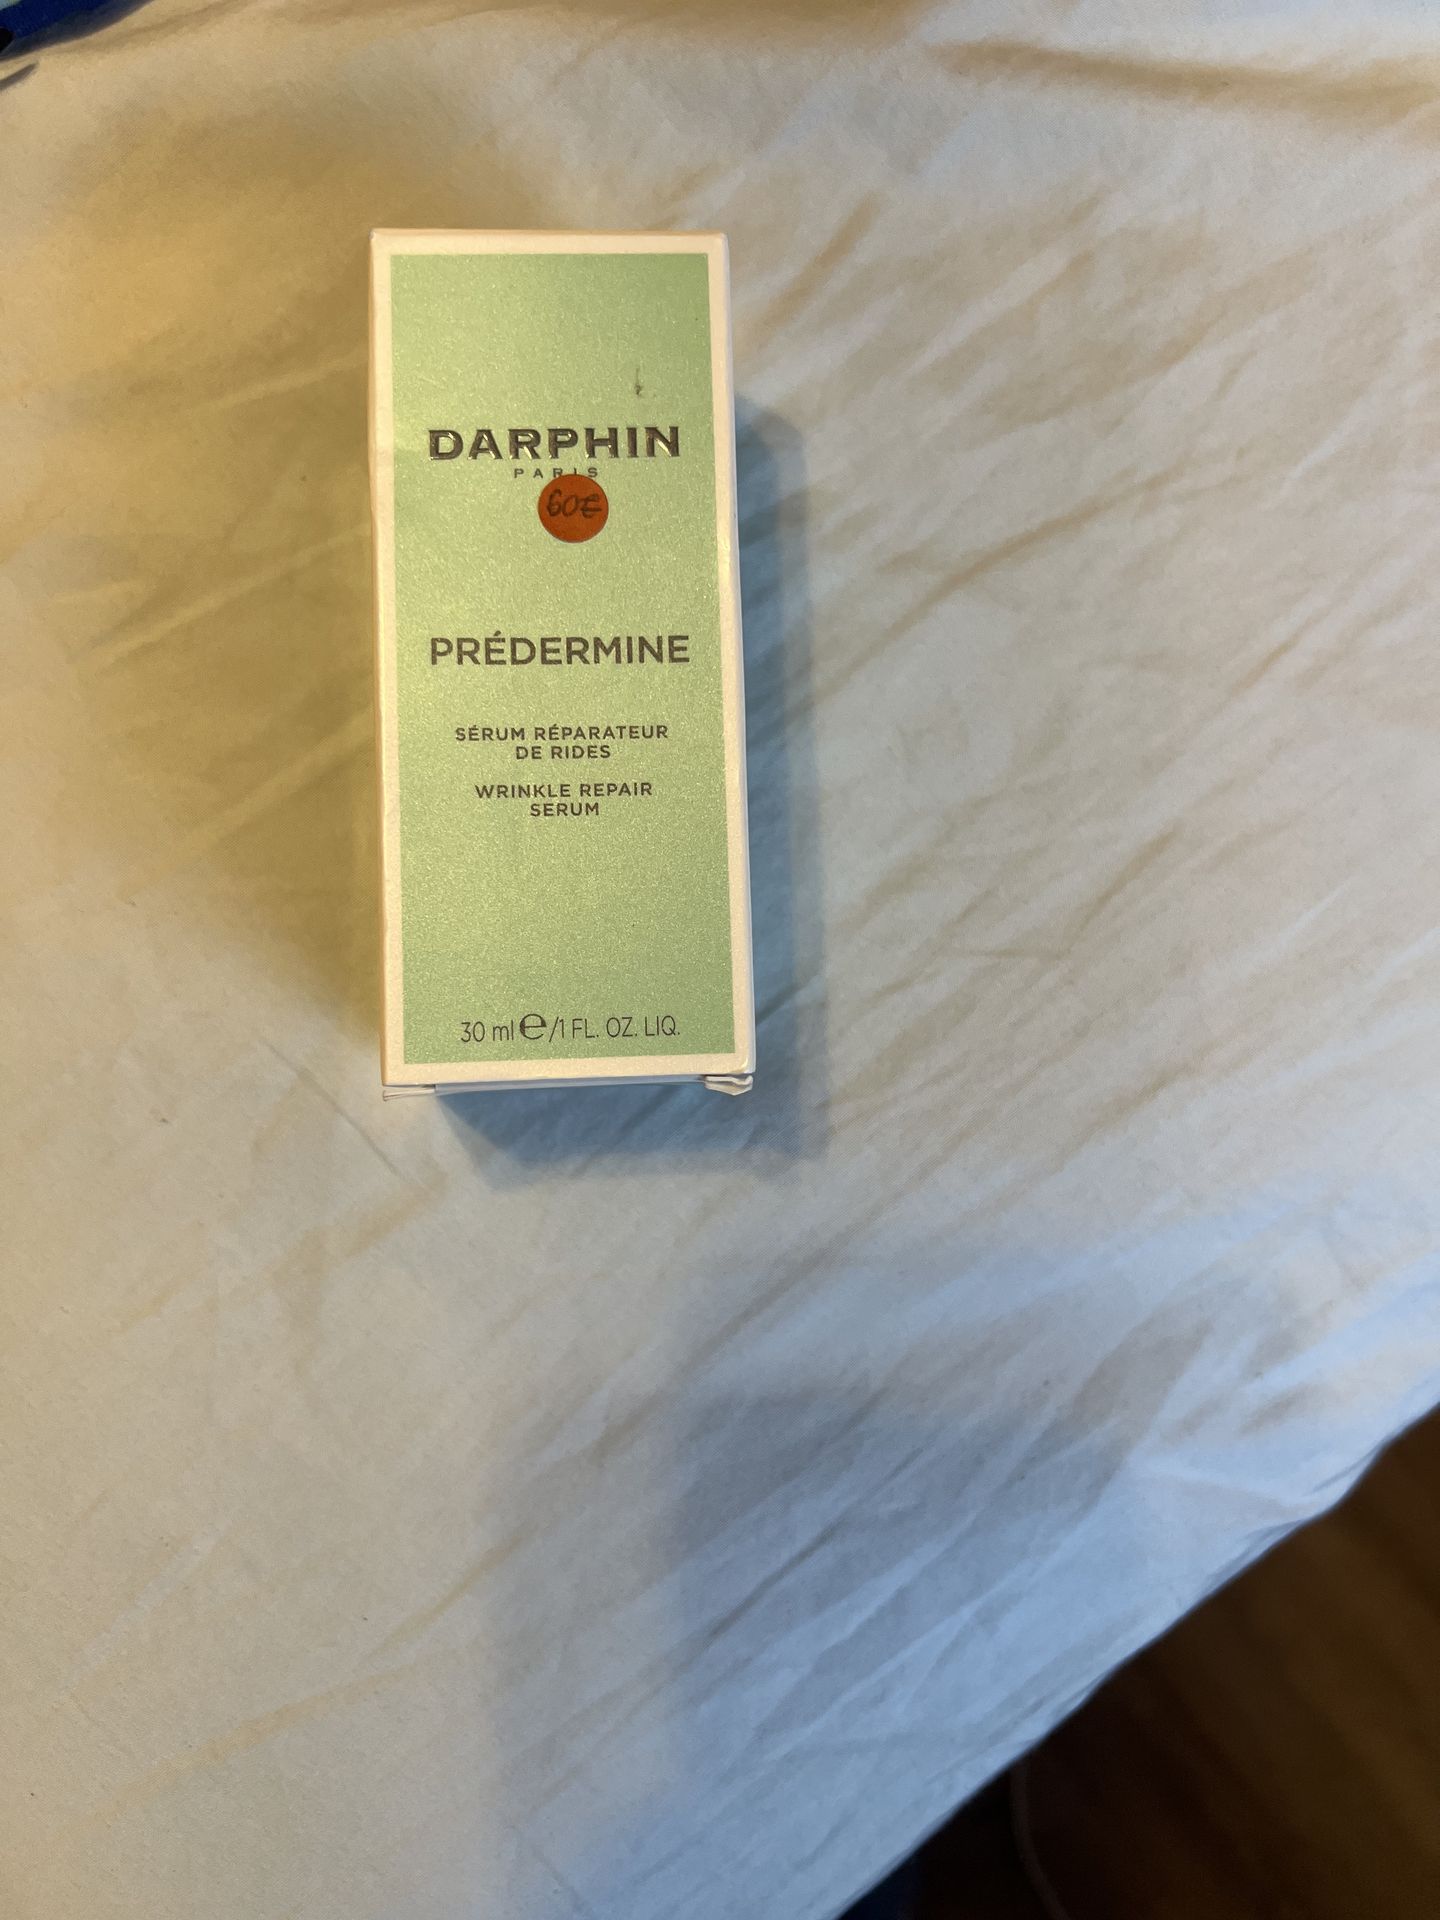 DARPHIN
PARIS
60€
PRÉDERMINE
SÉRUM RÉPARATEUR
DE RIDES
WRINKLE REPAIR
SERUM
30 ml ℮/1 FL. OZ. LIQ.